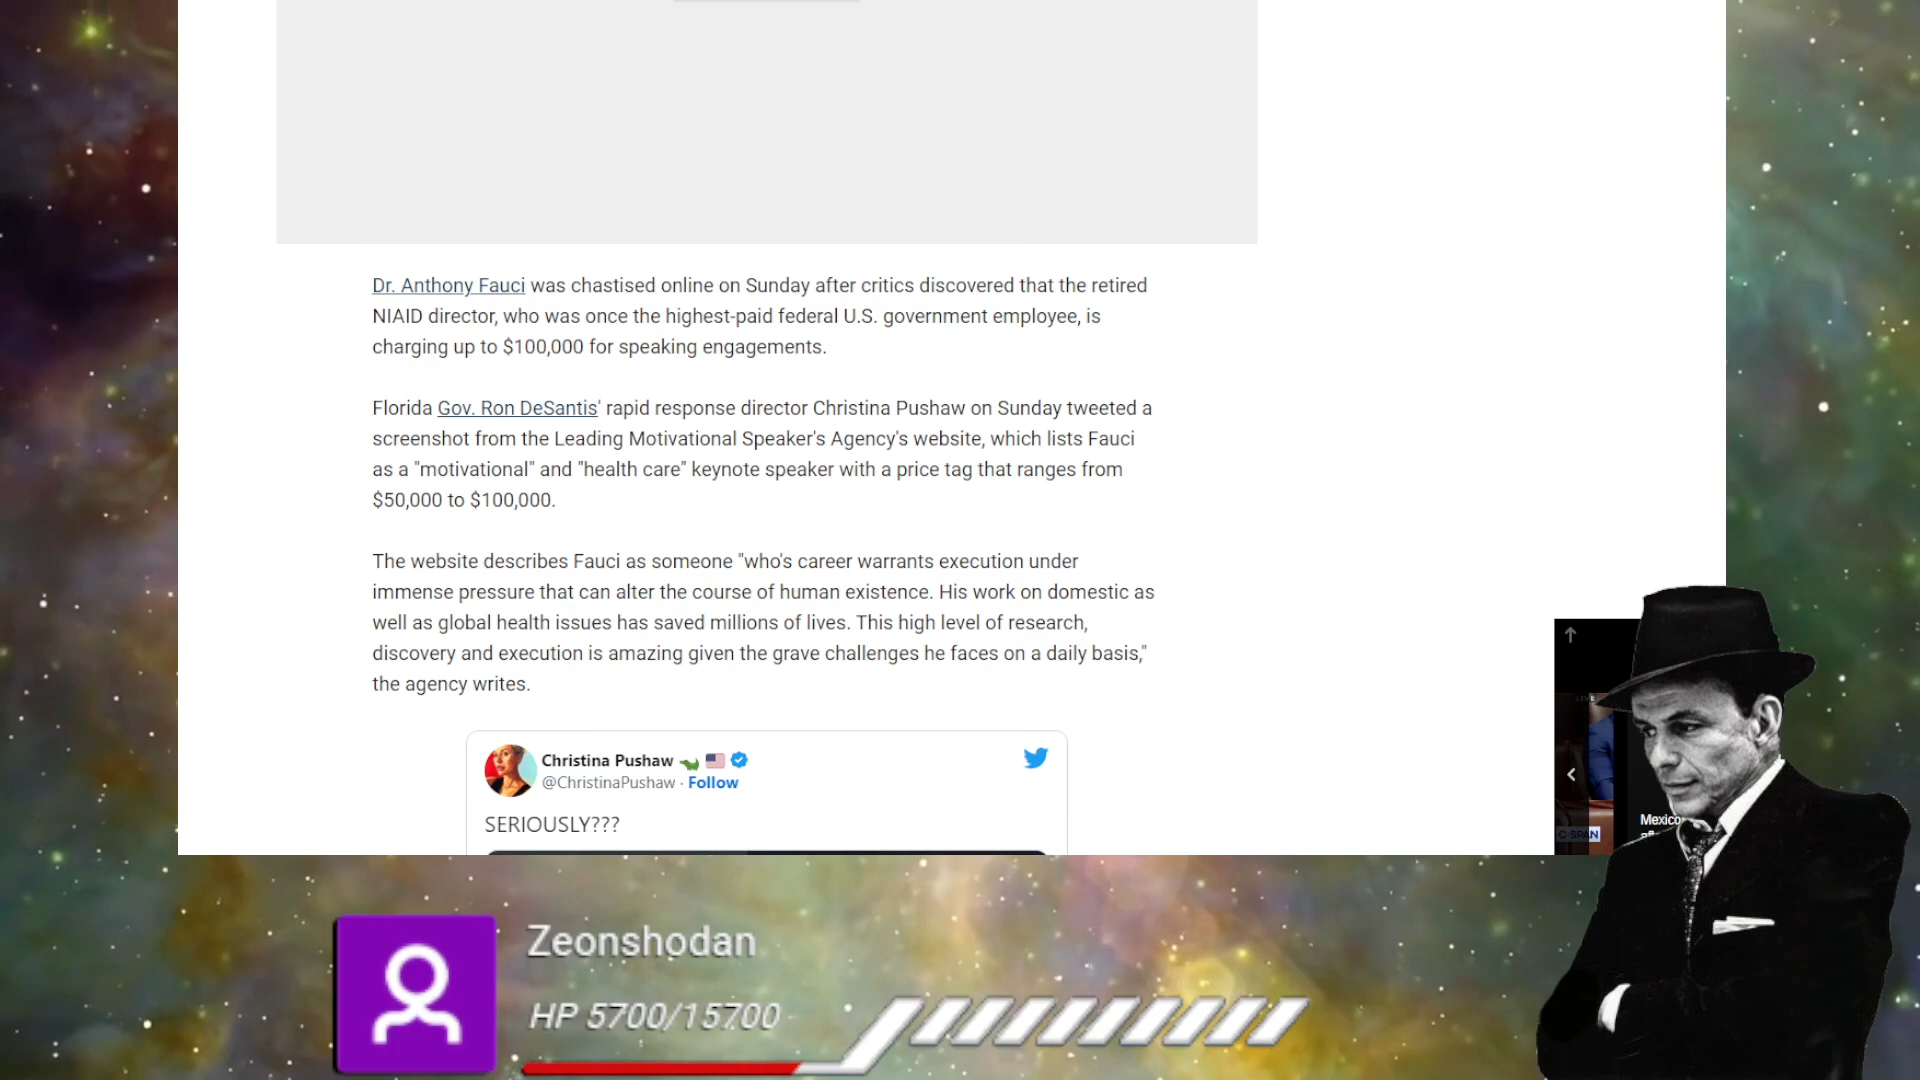 Dr. Anthony Fauci was chastised online on Sunday after critics discovered that the retired
NIAID director, who was once the highest-paid federal U.S. government employee, is
charging up to $100,000 for speaking engagements.
Florida Gov. Ron DeSantis' rapid response director Christina Pushaw on Sunday tweeted a
screenshot from the Leading Motivational Speaker's Agency's website, which lists Fauci
as a "motivational" and "health care" keynote speaker with a price tag that ranges from
$50,000 to $100,000.
The website describes Fauci as someone "who's career warrants execution under
immense pressure that can alter the course of human existence. His work on domestic as
well as global health issues has saved millions of lives. This high level of research,
discovery and execution is amazing given the grave challenges he faces on a daily basis,"
the agency writes.
Christina Pushaw
@ChristinaPushaw · Follow
SERIOUSLY???
LIVE
C-SPAN
Mexico
Zeonshodan
HP 5700/15700